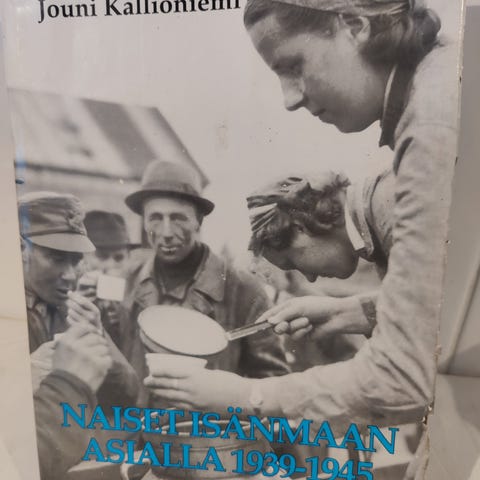 Jouni Kallioniemi
NAISET ISÄNMAAN
ASIALLA 1939-1945